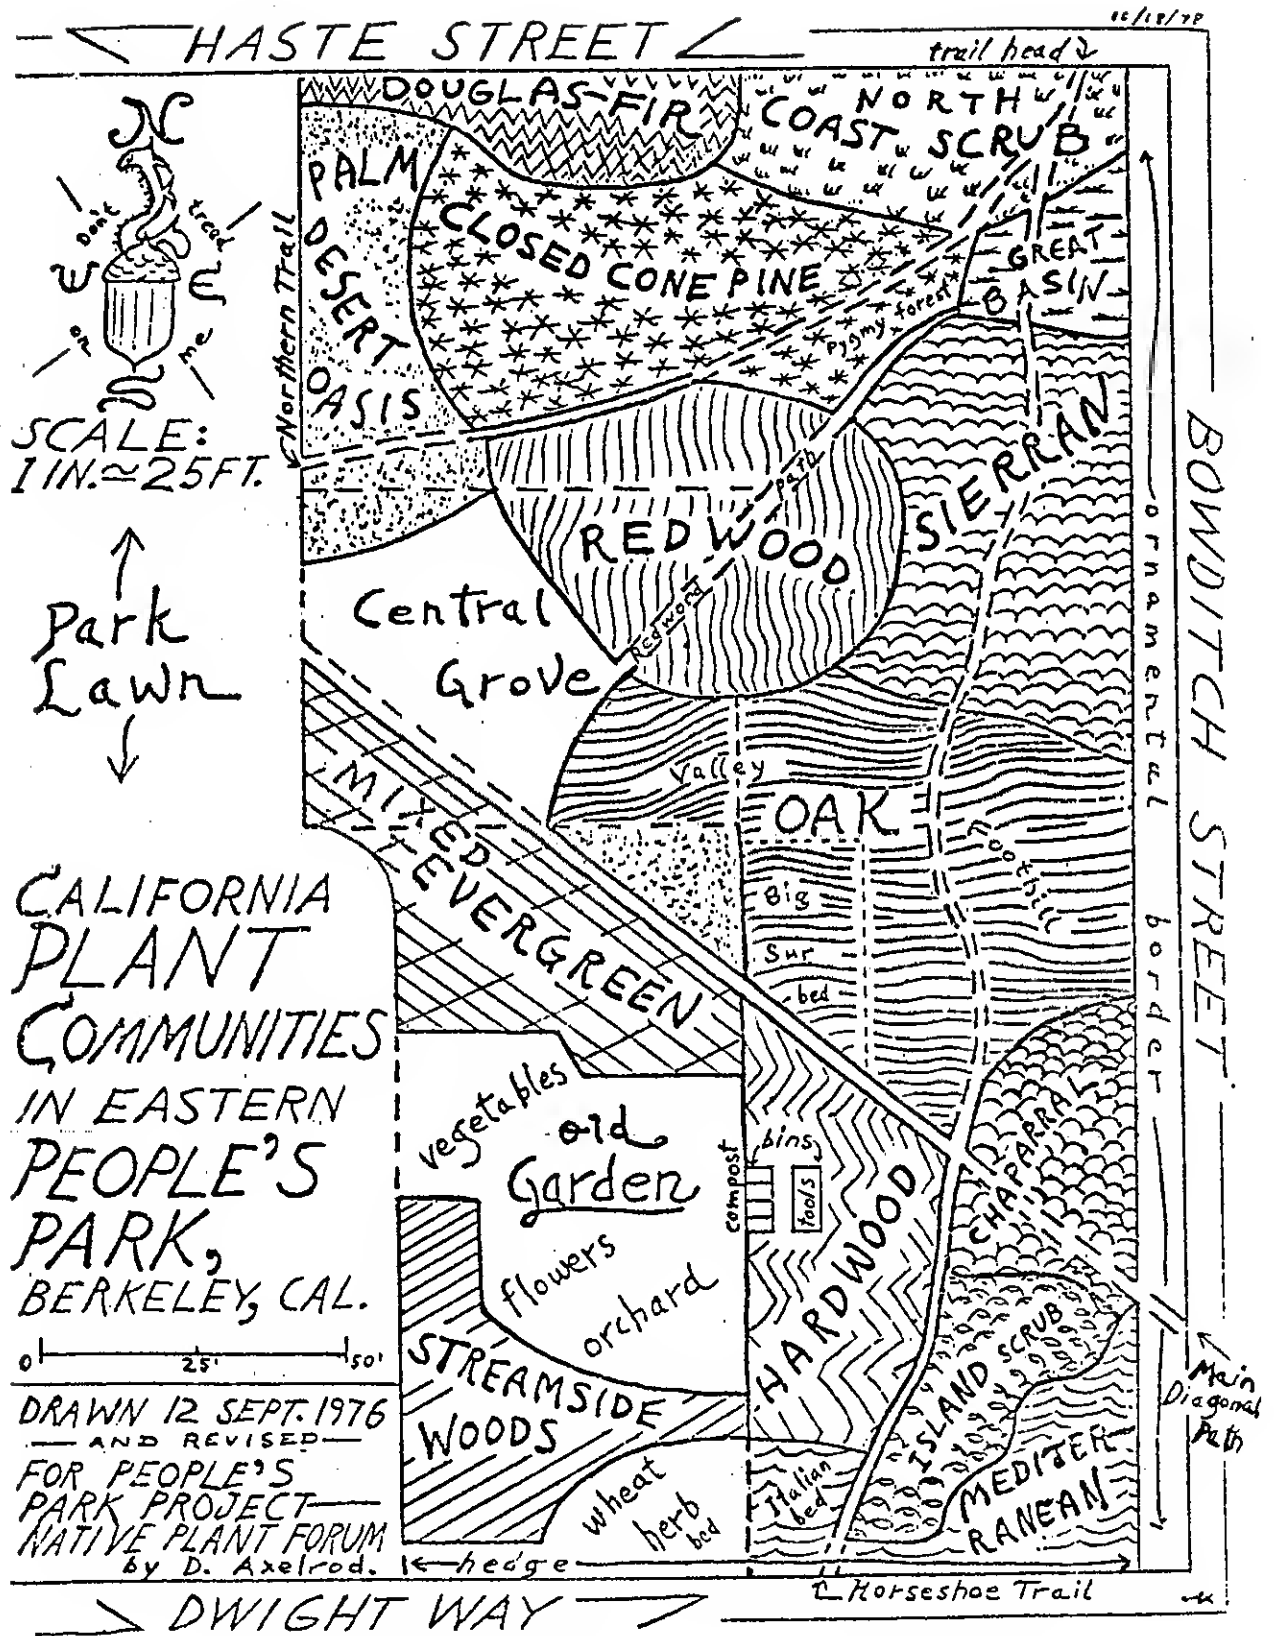 10/18/78
HASTE STREET
trail head
DOUGLAS-FIR
NORTH
COAST SCRUB
N
Don't
tread
W
E
on
me
Northern Trail
PALM
DESERT
OASIS
CLOSED CONE PINE
pygmy forest
GREAT
BASIN
SCALE:
1 IN.≃25FT.
SIERRAN
REDWOOD
Redwood
path
Park
Lawn
Central
Grove
BOWDITCH STREET
ornamental border
Valley
OAK
Foothill
Big
Sur
bed
MIXED
EVERGREEN
CALIFORNIA
PLANT
COMMUNITIES
IN EASTERN
PEOPLE'S
PARK,
BERKELEY, CAL.
0 25' 50'
vegetables
old
Garden
flowers
orchard
compost
bins
tools
HARDWOOD
CHAPARRAL
ISLAND SCRUB
Main
Diagonal
Path
STREAMSIDE
WOODS
wheat
herb
bed
Italian
bed
MEDITER-
RANEAN
DRAWN 12 SEPT. 1976
— AND REVISED —
FOR PEOPLE'S
PARK PROJECT—
NATIVE PLANT FORUM
by D. Axelrod.
hedge
Horseshoe Trail
DWIGHT WAY